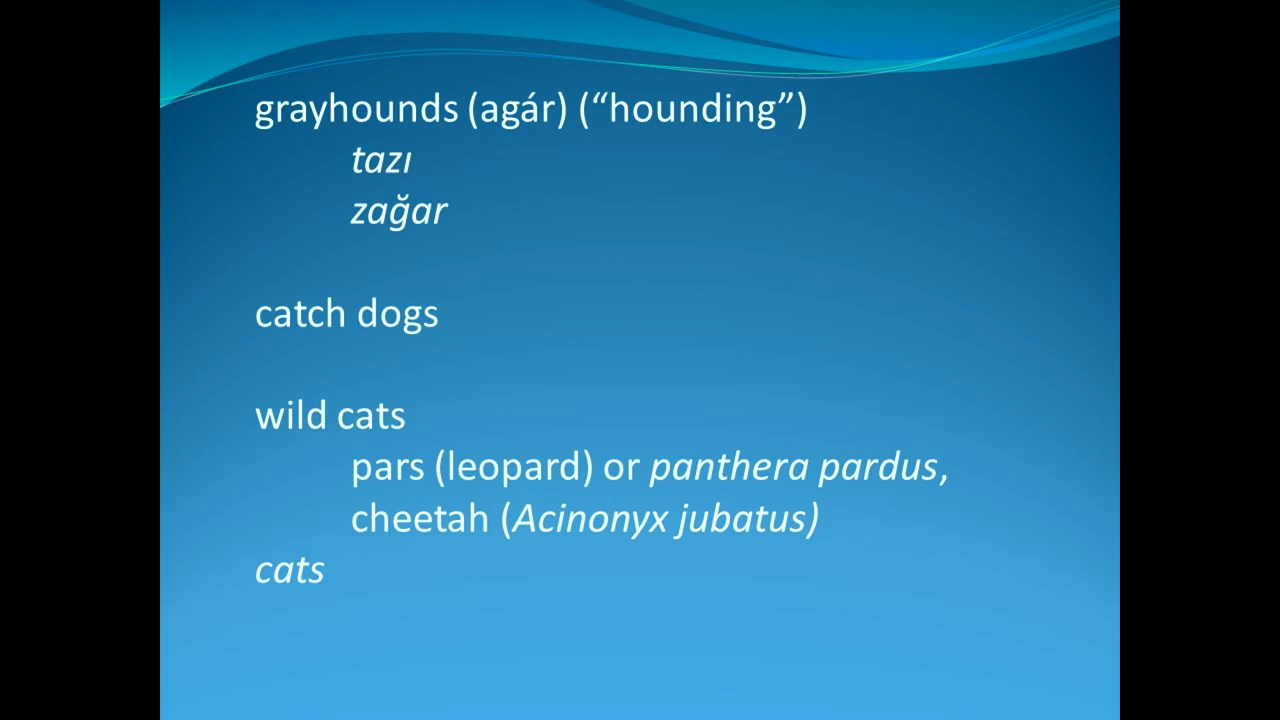 grayhounds (agár) (“hounding”)
tazı
zağar
catch dogs
wild cats
pars (leopard) or panthera pardus,
cheetah (Acinonyx jubatus)
cats